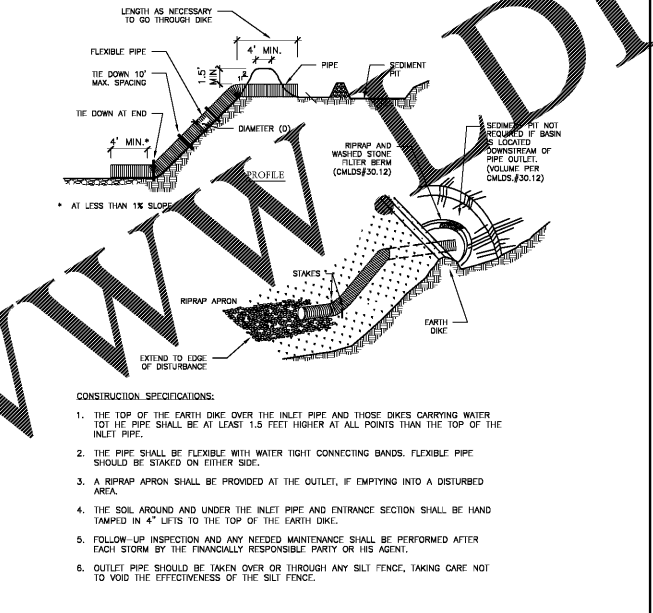 LENGTH AS NECESSARY
TO GO THROUGH DIKE
4' MIN.
FLEXIBLE PIPE
PIPE
SEDIMENT
PIT
1.5'
MIN
TIE DOWN 10'
MAX. SPACING
TIE DOWN AT END
DIAMETER (D)
4' MIN.*
PROFILE
* AT LESS THAN 1% SLOPE
RIPRAP AND
WASHED STONE
FILTER BERM
(CMLDS#30.12)
SEDIMENT PIT NOT
REQUIRED IF BASIN
IS LOCATED
DOWNSTREAM OF
PIPE OUTLET.
(VOLUME PER
CMLDS.#30.12)
STAKES
RIPRAP APRON
EARTH
DIKE
EXTEND TO EDGE
OF DISTURBANCE
WWW LDI
CONSTRUCTION SPECIFICATIONS:
1. THE TOP OF THE EARTH DIKE OVER THE INLET PIPE AND THOSE DIKES CARRYING WATER
TOT HE PIPE SHALL BE AT LEAST 1.5 FEET HIGHER AT ALL POINTS THAN THE TOP OF THE
INLET PIPE.
2. THE PIPE SHALL BE FLEXIBLE WITH WATER TIGHT CONNECTING BANDS. FLEXIBLE PIPE
SHOULD BE STAKED ON EITHER SIDE.
3. A RIPRAP APRON SHALL BE PROVIDED AT THE OUTLET, IF EMPTYING INTO A DISTURBED
AREA.
4. THE SOIL AROUND AND UNDER THE INLET PIPE AND ENTRANCE SECTION SHALL BE HAND
TAMPED IN 4" LIFTS TO THE TOP OF THE EARTH DIKE.
5. FOLLOW-UP INSPECTION AND ANY NEEDED MAINTENANCE SHALL BE PERFORMED AFTER
EACH STORM BY THE FINANCIALLY RESPONSIBLE PARTY OR HIS AGENT.
6. OUTLET PIPE SHOULD BE TAKEN OVER OR THROUGH ANY SILT FENCE, TAKING CARE NOT
TO VOID THE EFFECTIVENESS OF THE SILT FENCE.